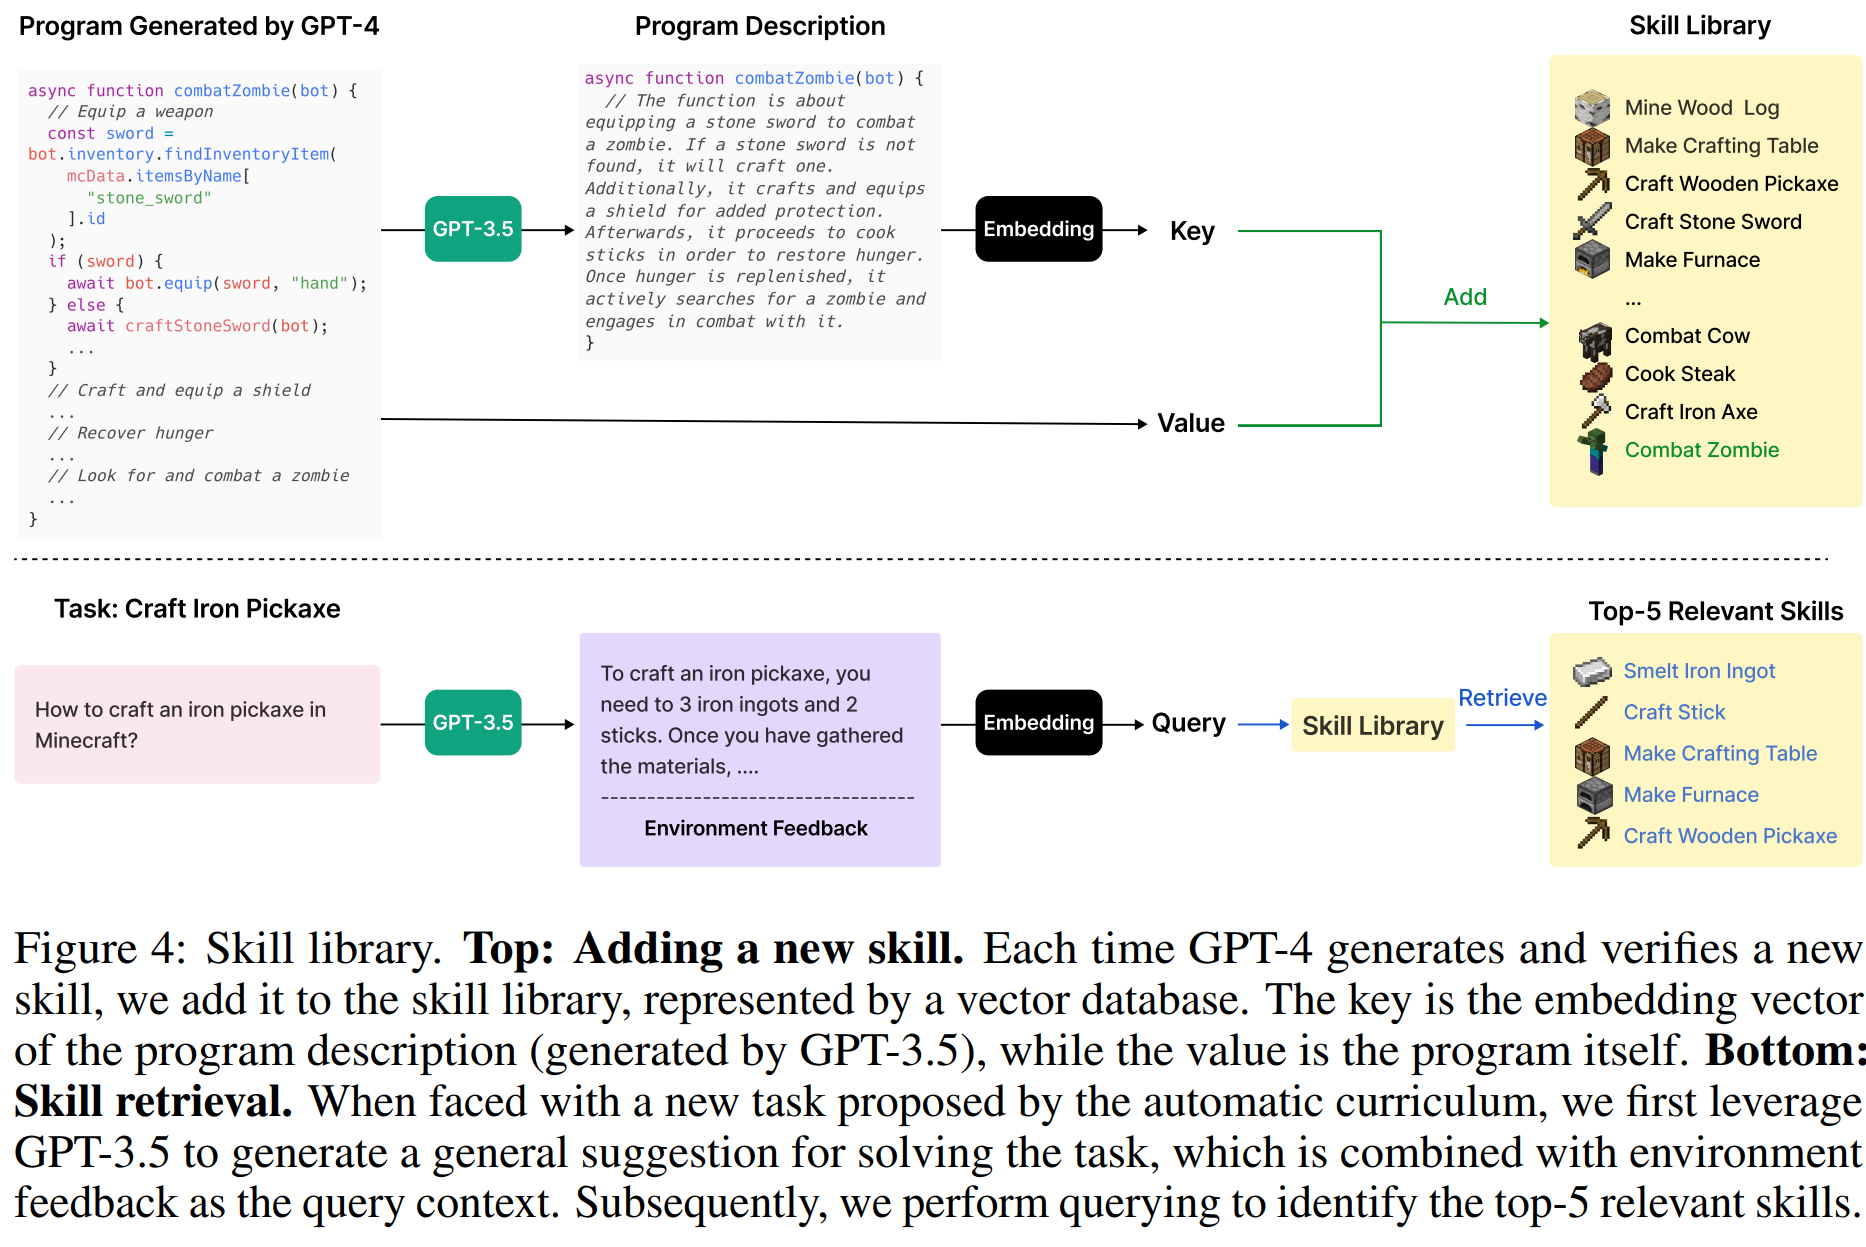 Program Generated by GPT-4
async function combatZombie(bot) {
// Equip a weapon
const sword =
bot.inventory.findInventoryItem(
mcData.itemsByName[
"stone_sword"
].id
);
if (sword) {
await bot.equip(sword, "hand");
} else {
await craftStoneSword(bot);
...
}
// Craft and equip a shield
...
// Recover hunger
...
// Look for and combat a zombie
...
}
GPT-3.5
Program Description
async function combatZombie(bot) {
// The function is about
equipping a stone sword to combat
a zombie. If a stone sword is not
found, it will craft one.
Additionally, it crafts and equips
a shield for added protection.
Afterwards, it proceeds to cook
sticks in order to restore hunger.
Once hunger is replenished, it
actively searches for a zombie and
engages in combat with it.
}
Embedding
Key
Value
Add
Skill Library
Mine Wood Log
Make Crafting Table
Craft Wooden Pickaxe
Craft Stone Sword
Make Furnace
...
Combat Cow
Cook Steak
Craft Iron Axe
Combat Zombie
Task: Craft Iron Pickaxe
How to craft an iron pickaxe in
Minecraft?
GPT-3.5
To craft an iron pickaxe, you
need to 3 iron ingots and 2
sticks. Once you have gathered
the materials, ....
----------------------------------
Environment Feedback
Embedding
Query
Skill Library
Retrieve
Top-5 Relevant Skills
Smelt Iron Ingot
Craft Stick
Make Crafting Table
Make Furnace
Craft Wooden Pickaxe
Figure 4: Skill library. Top: Adding a new skill. Each time GPT-4 generates and verifies a new
skill, we add it to the skill library, represented by a vector database. The key is the embedding vector
of the program description (generated by GPT-3.5), while the value is the program itself. Bottom:
Skill retrieval. When faced with a new task proposed by the automatic curriculum, we first leverage
GPT-3.5 to generate a general suggestion for solving the task, which is combined with environment
feedback as the query context. Subsequently, we perform querying to identify the top-5 relevant skills.